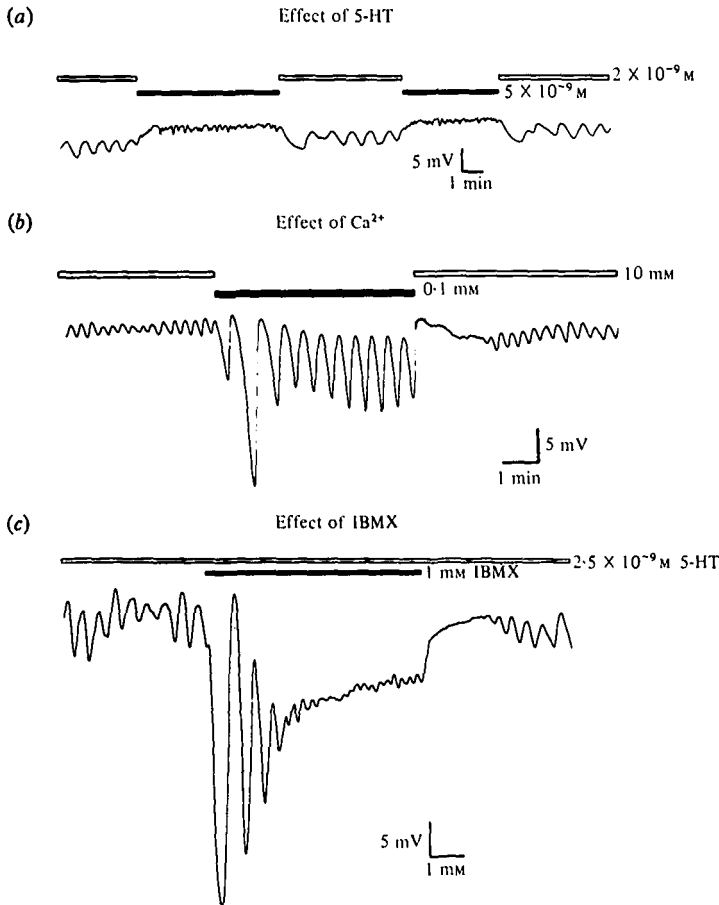 (a)
Effect of 5-HT
2 × 10⁻⁹ M
5 × 10⁻⁹ M
5 mV
1 min
(b)
Effect of Ca²⁺
10 mM
0·1 mM
5 mV
1 min
(c)
Effect of IBMX
2·5 × 10⁻⁹ M 5-HT
1 mM IBMX
5 mV
1 mM